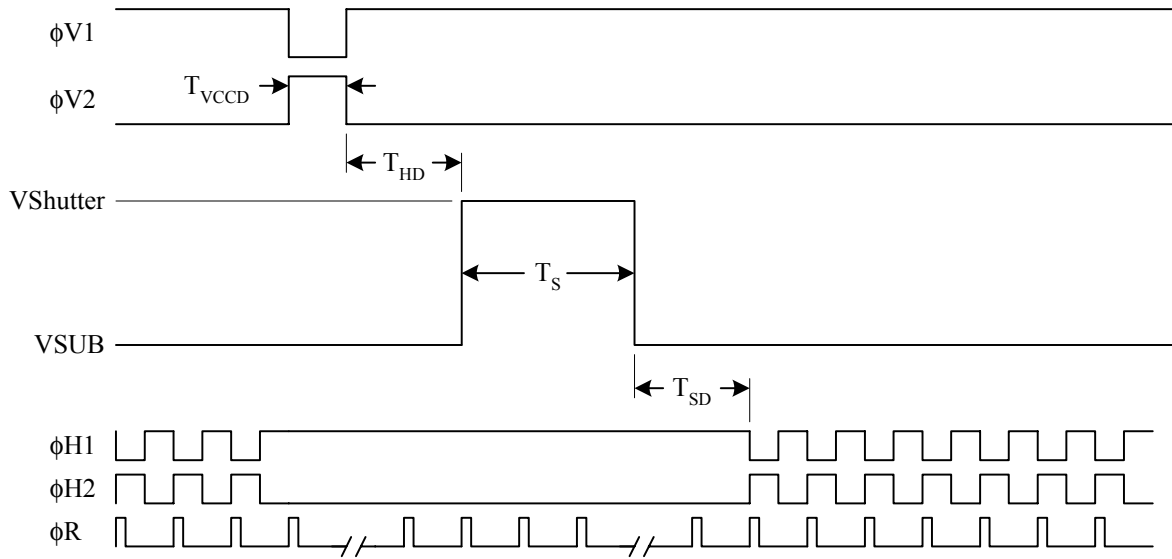 ϕV1
T_VCCD
ϕV2
T_HD
VShutter
T_S
VSUB
T_SD
ϕH1
ϕH2
ϕR